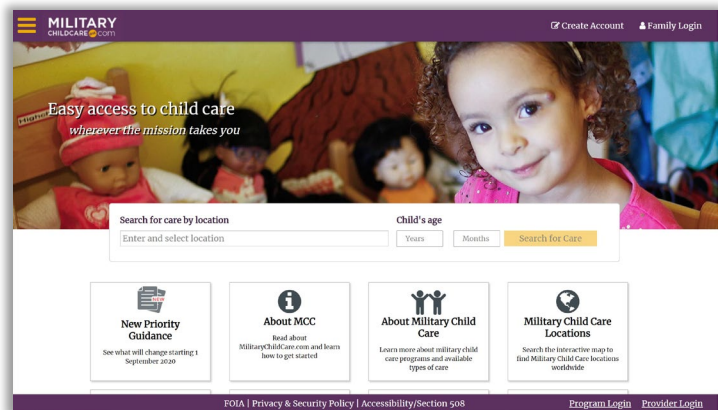 MILITARY
CHILDCARE.com
Create Account
Family Login
Easy access to child care
wherever the mission takes you
Search for care by location
Child's age
Enter and select location
Years
Months
Search for Care
NEW
New Priority
Guidance
See what will change starting 1
September 2020
About MCC
Read about
MilitaryChildCare.com and learn
how to get started
About Military Child
Care
Learn more about military child
care programs and available
types of care
Military Child Care
Locations
Search the interactive map to
find Military Child Care locations
worldwide
FOIA | Privacy & Security Policy | Accessibility/Section 508
Program Login
Provider Login